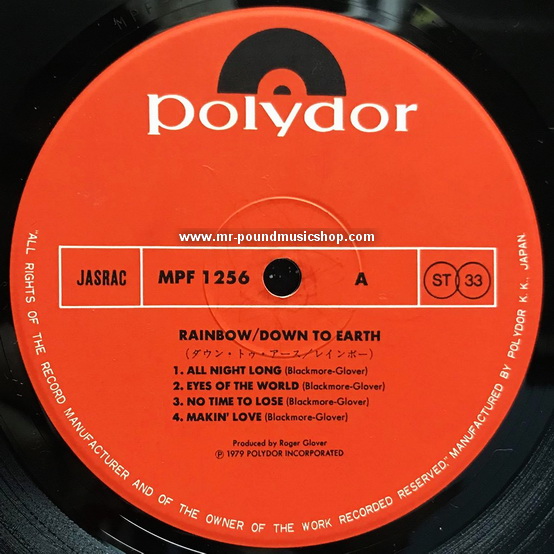 polydor
www.mr-poundmusicshop.com
JASRAC
MPF 1256
A
ST 33
RAINBOW/DOWN TO EARTH
(ダウン・トゥ・アース/レインボー)
1. ALL NIGHT LONG (Blackmore-Glover)
2. EYES OF THE WORLD (Blackmore-Glover)
3. NO TIME TO LOSE (Blackmore-Glover)
4. MAKIN' LOVE (Blackmore-Glover)
Produced by Roger Glover
℗ 1979 POLYDOR INCORPORATED
"ALL RIGHTS OF THE RECORD MANUFACTURER AND OF THE OWNER OF THE WORK RECORDED RESERVED." MANUFACTURED BY POLYDOR K.K., JAPAN.